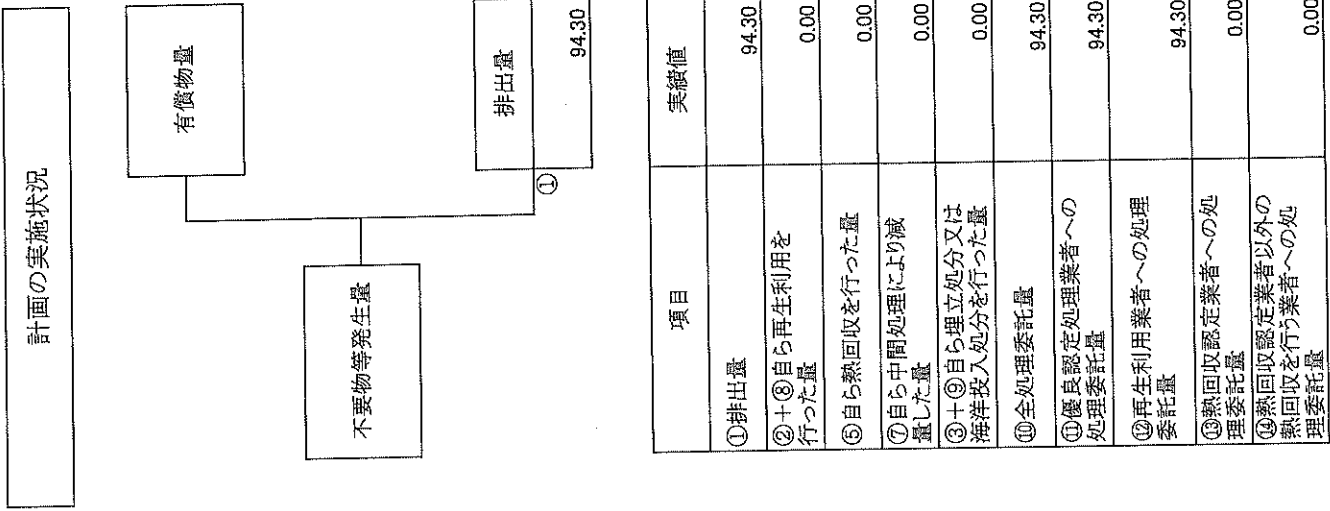 計画の実施状況
有償物量
不要物等発生量
排出量
①
94.30
項目
実績値
①排出量
94.30
②+⑧自ら再生利用を
行った量
0.00
⑤自ら熱回収を行った量
0.00
⑦自ら中間処理により減
量した量
0.00
③+⑨自ら埋立処分又は
海洋投入処分を行った量
0.00
⑩全処理委託量
94.30
⑪優良認定処理業者への
処理委託量
94.30
⑫再生利用業者への処理
委託量
94.30
⑬熱回収認定業者への処
理委託量
0.00
⑭熱回収認定業者以外の
熱回収を行う業者への処
理委託量
0.00